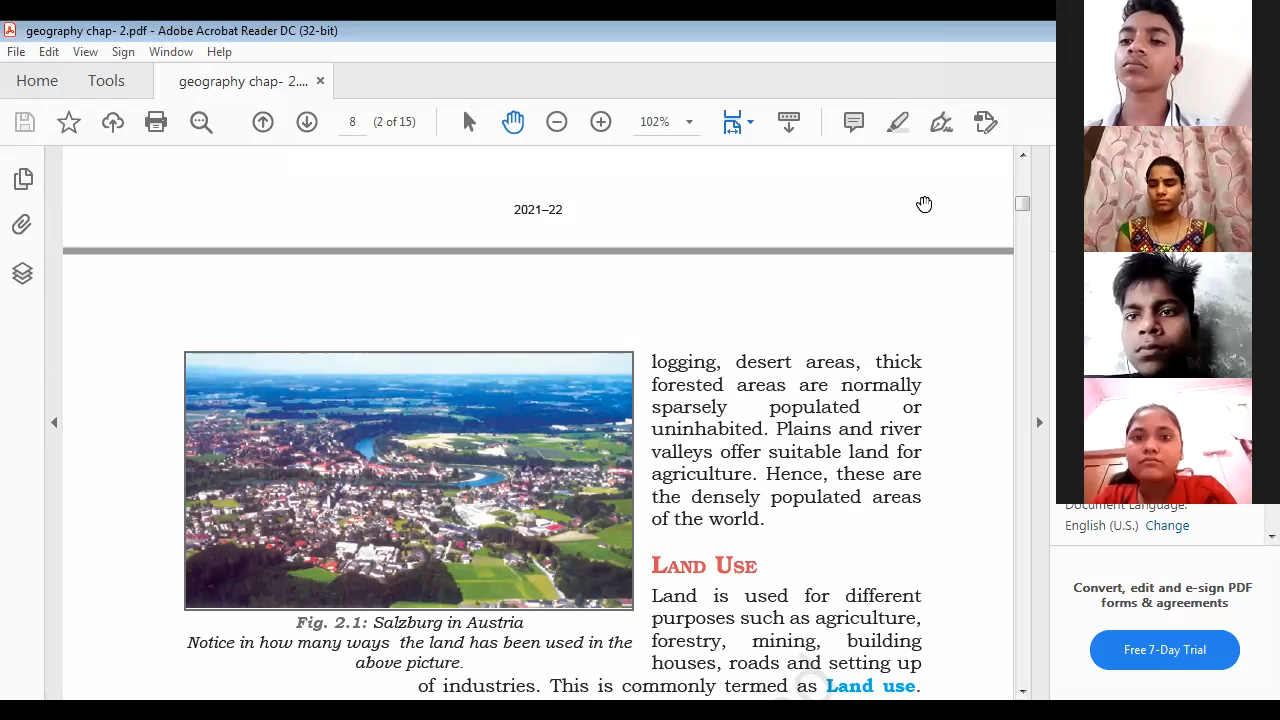 geography chap- 2.pdf - Adobe Acrobat Reader DC (32-bit)
File Edit View Sign Window Help
Home Tools geography chap- 2.... ×
8 (2 of 15) 102%
2021–22
logging, desert areas, thick
forested areas are normally
sparsely populated or
uninhabited. Plains and river
valleys offer suitable land for
agriculture. Hence, these are
the densely populated areas
of the world.
LAND USE
Land is used for different
purposes such as agriculture,
forestry, mining, building
houses, roads and setting up
of industries. This is commonly termed as Land use.
Fig. 2.1: Salzburg in Austria
Notice in how many ways the land has been used in the
above picture.
Document Language:
English (U.S.) Change
Convert, edit and e-sign PDF
forms & agreements
Free 7-Day Trial